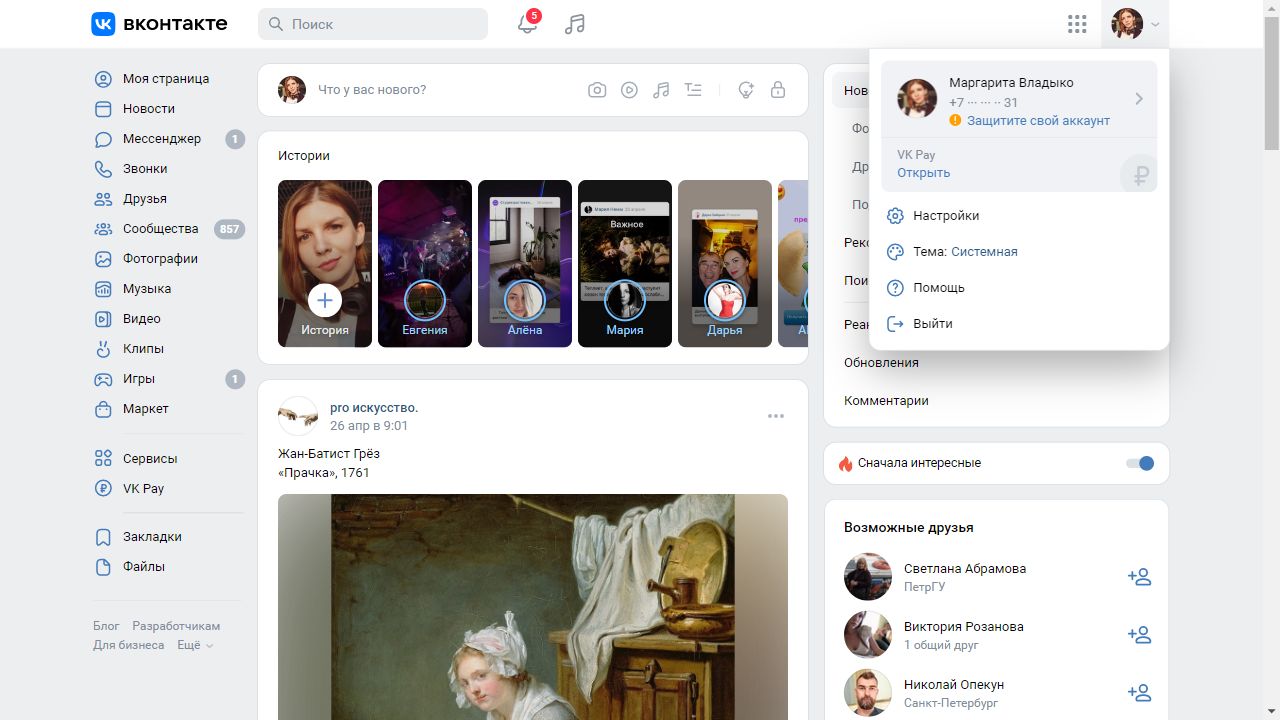 вконтакте
Поиск
5
Моя страница
Новости
Мессенджер 1
Звонки
Друзья
Сообщества 857
Фотографии
Музыка
Видео
Клипы
Игры 1
Маркет
Сервисы
VK Pay
Закладки
Файлы
Блог Разработчикам
Для бизнеса Ещё
Что у вас нового?
Истории
Мария Немм
Важное
История
Евгения
Алёна
Мария
Дарья
pro искусство.
26 апр в 9:01
Жан-Батист Грёз
«Прачка», 1761
Маргарита Владыко
+7 ··· ··· ·· 31
Защитите свой аккаунт
VK Pay
Открыть
Настройки
Тема: Системная
Помощь
Выйти
Нов
Фо
Др
По
Реко
Пои
Реак
Обновления
Комментарии
Сначала интересные
Возможные друзья
Светлана Абрамова
ПетрГУ
Виктория Розанова
1 общий друг
Николай Опекун
Санкт-Петербург